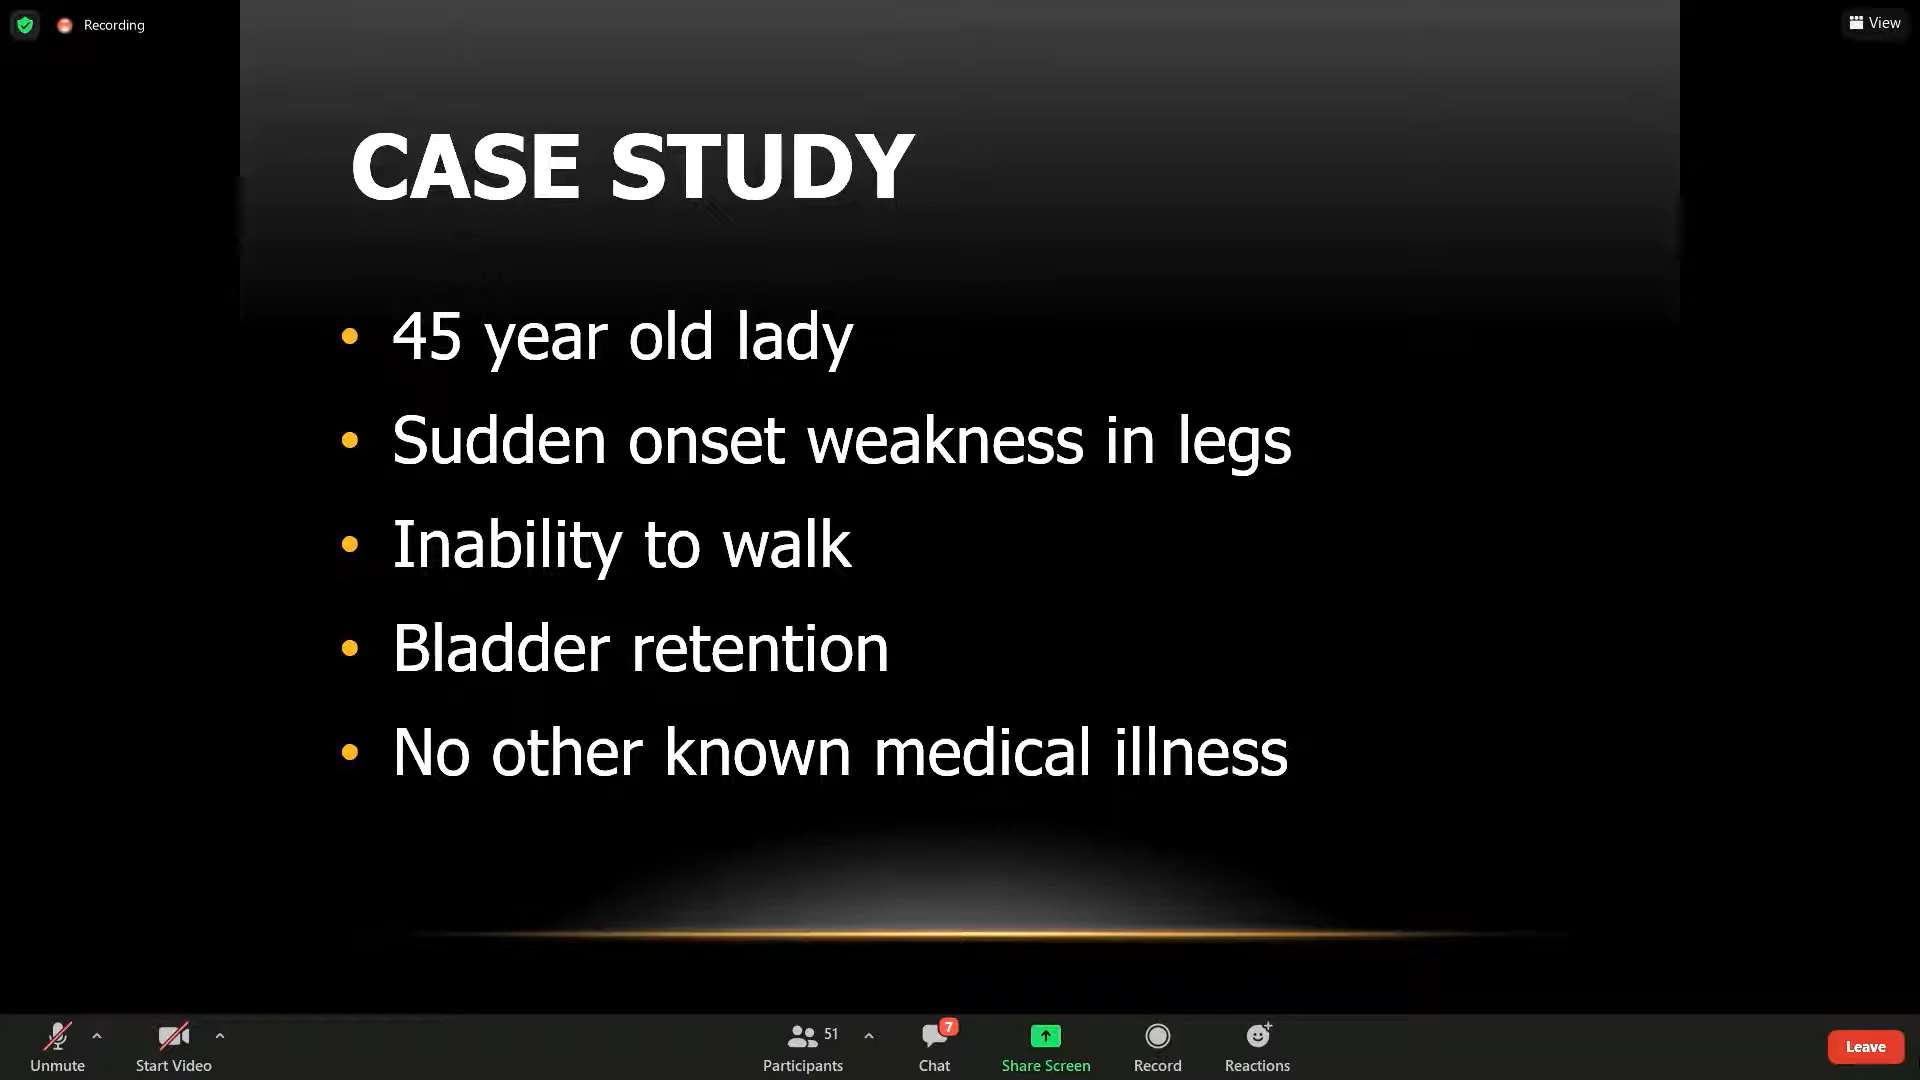 Recording
View
CASE STUDY
• 45 year old lady
• Sudden onset weakness in legs
• Inability to walk
• Bladder retention
• No other known medical illness
Unmute
Start Video
51
Participants
7
Chat
Share Screen
Record
Reactions
Leave